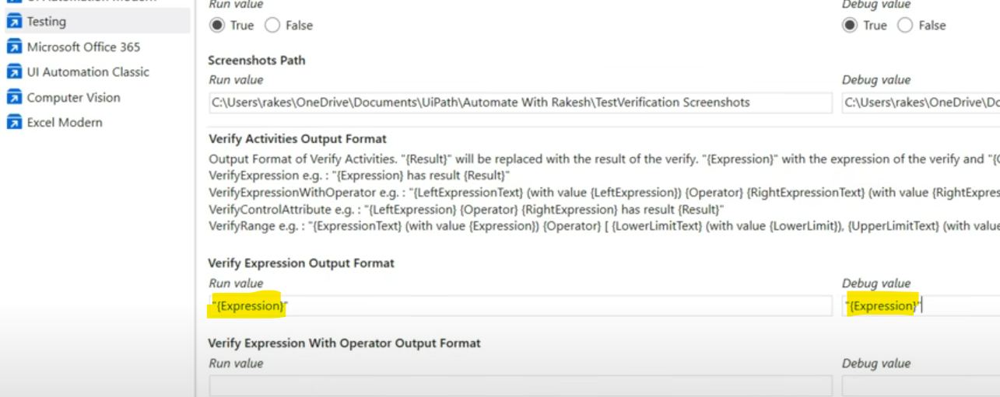 UI Automation Modern
Testing
Microsoft Office 365
UI Automation Classic
Computer Vision
Excel Modern
Run value
Debug value
True
False
True
False
Screenshots Path
Run value
Debug value
C:\Users\rakes\OneDrive\Documents\UiPath\Automate With Rakesh\TestVerification Screenshots
C:\Users\rakes\OneDrive\Do
Verify Activities Output Format
Output Format of Verify Activities. "{Result}" will be replaced with the result of the verify. "{Expression}" with the expression of the verify and "{
VerifyExpression e.g. : "{Expression} has result {Result}"
VerifyExpressionWithOperator e.g. : "{LeftExpressionText} (with value {LeftExpression}) {Operator} {RightExpressionText} (with value {RightExpres
VerifyControlAttribute e.g. : "{LeftExpression} {Operator} {RightExpression} has result {Result}"
VerifyRange e.g. : "{ExpressionText} (with value {Expression}) {Operator} [ {LowerLimitText} (with value {LowerLimit}), {UpperLimitText} (with value
Verify Expression Output Format
Run value
Debug value
"{Expression}"
"{Expression}"
Verify Expression With Operator Output Format
Run value
Debug value